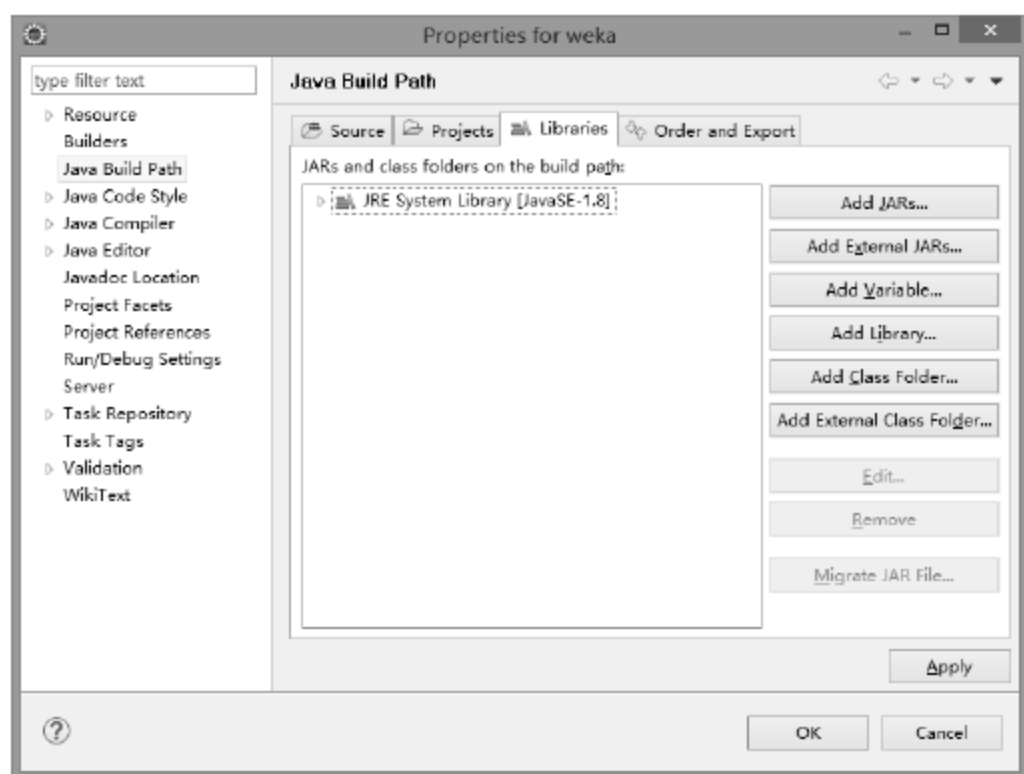 Properties for weka
type filter text
Resource
Builders
Java Build Path
Java Code Style
Java Compiler
Java Editor
Javadoc Location
Project Facets
Project References
Run/Debug Settings
Server
Task Repository
Task Tags
Validation
WikiText
Java Build Path
Source Projects Libraries Order and Export
JARs and class folders on the build path:
JRE System Library [JavaSE-1.8]
Add JARs...
Add External JARs...
Add Variable...
Add Library...
Add Class Folder...
Add External Class Folder...
Edit...
Remove
Migrate JAR File...
Apply
OK Cancel